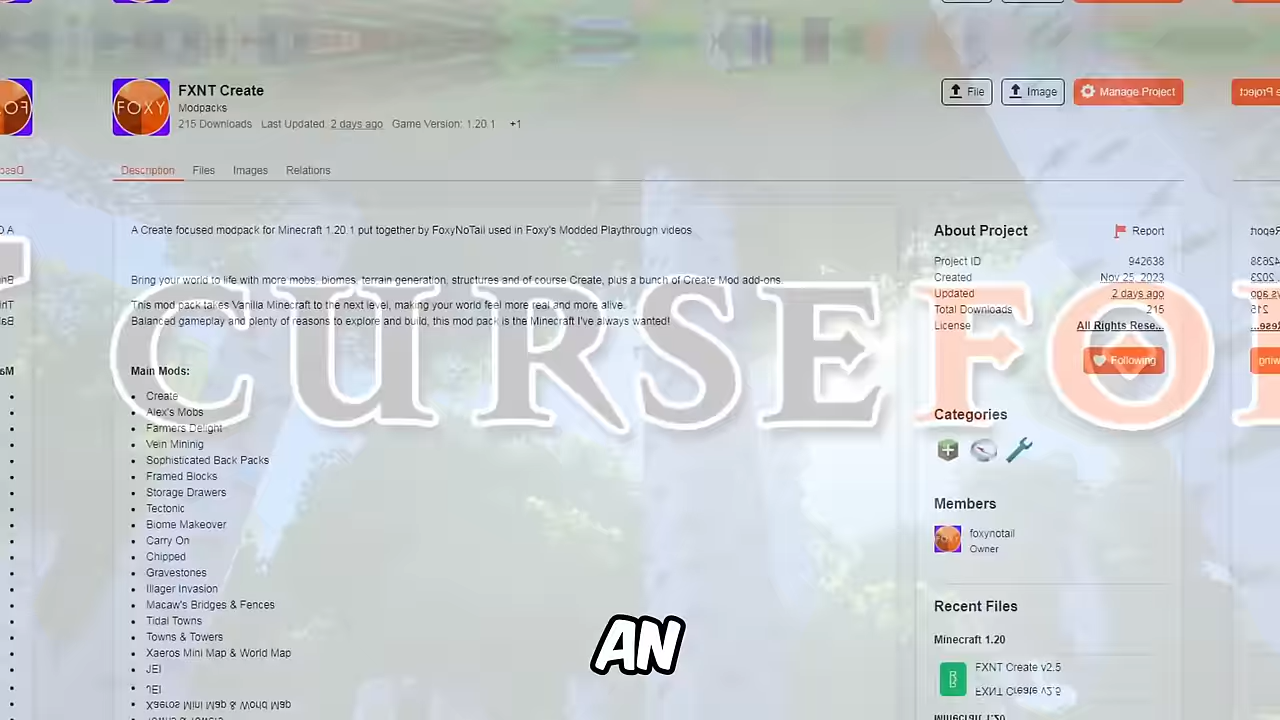 FXNT Create
Modpacks
215 Downloads Last Updated: 2 days ago Game Version: 1.20.1 +1
File
Image
Manage Project
Description Files Images Relations
A Create focused modpack for Minecraft 1.20.1 put together by FoxyNoTail used in Foxy's Modded Playthrough videos
Bring your world to life with more mobs, biomes, terrain generation, structures and of course Create, plus a bunch of Create Mod add-ons.
This mod pack takes Vanilla Minecraft to the next level, making your world feel more real and more alive.
Balanced gameplay and plenty of reasons to explore and build, this mod pack is the Minecraft I've always wanted!
Main Mods:
Create
Alex's Mobs
Farmers Delight
Vein Mininig
Sophisticated Back Packs
Framed Blocks
Storage Drawers
Tectonic
Biome Makeover
Carry On
Chipped
Gravestones
Illager Invasion
Macaw's Bridges & Fences
Tidal Towns
Towns & Towers
Xaeros Mini Map & World Map
JEI
About Project
Report
Project ID 942638
Created Nov 25, 2023
Updated 2 days ago
Total Downloads 215
License All Rights Rese...
Following
Categories
Members
foxynotail
Owner
Recent Files
Minecraft 1.20
FXNT Create v2.5
FOXY
CURSEFO
AN